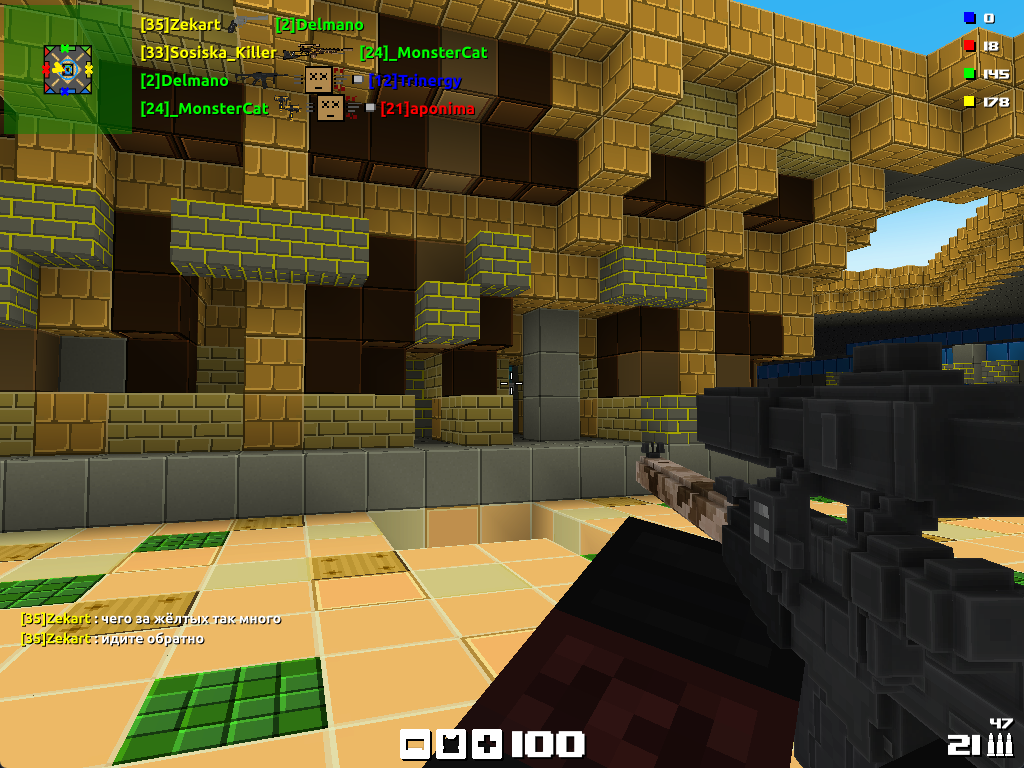 [35]Zekart [2]Delmano
[33]Sosiska_Killer [24]_MonsterCat
[2]Delmano [12]Trinergy
[24]_MonsterCat [21]aponima
0
18
145
178
[35]Zekart : чего за жёлтых так много
[35]Zekart : идите обратно
100
47
21